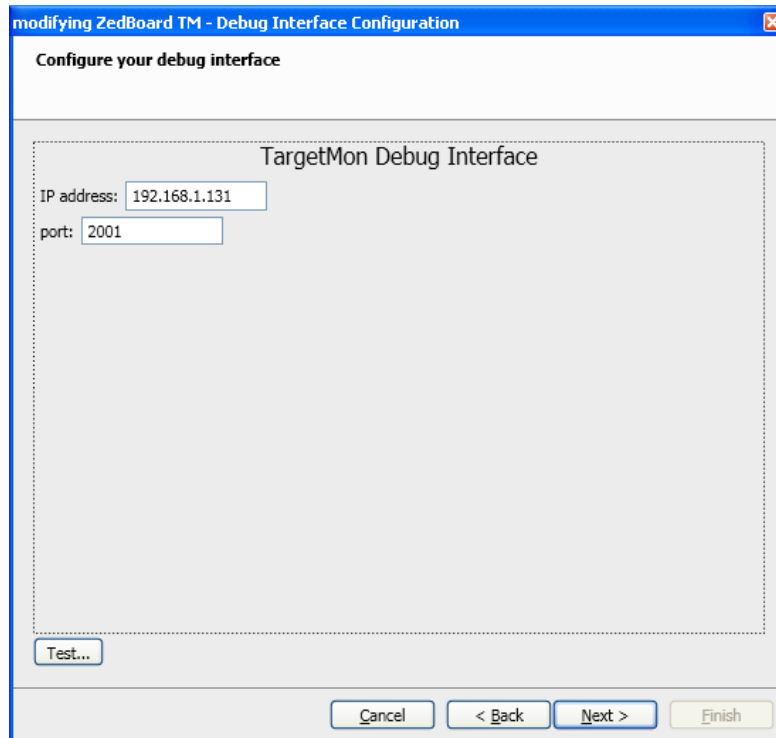 modifying ZedBoard TM - Debug Interface Configuration
Configure your debug interface
TargetMon Debug Interface
IP address: 192.168.1.131
port: 2001
Test...
Cancel < Back Next > Finish